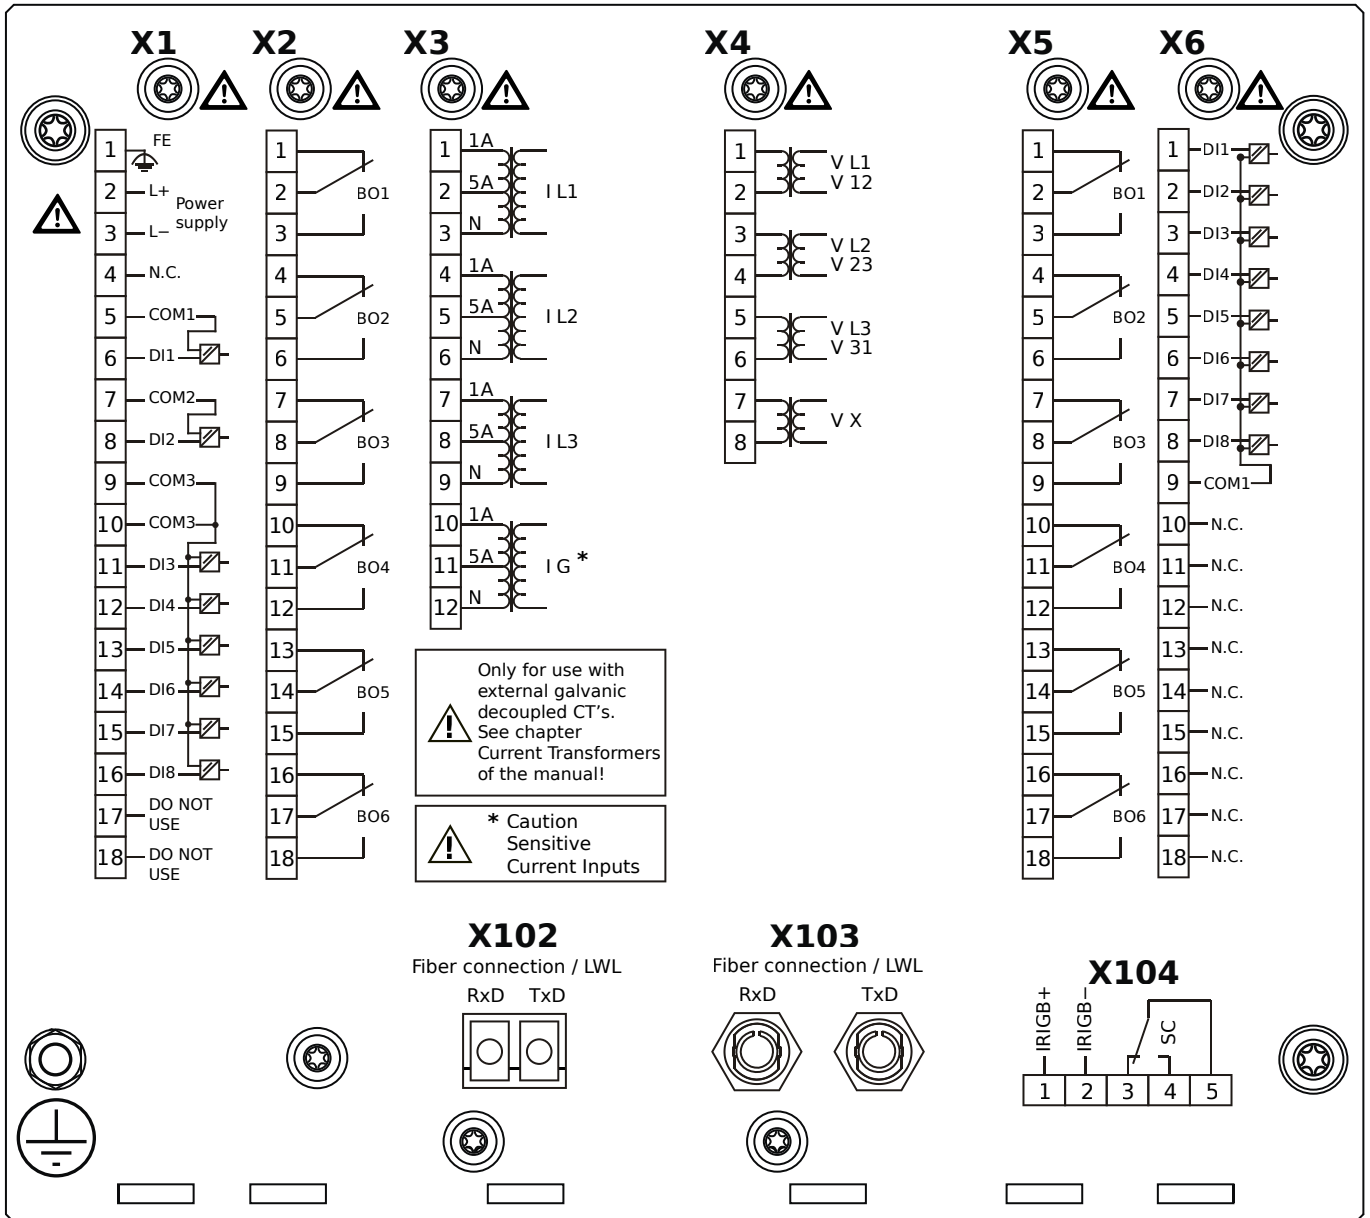 X1
X2
X3
X4
X5
X6
1 FE
2 L+
Power
supply
3 L−
4 N.C.
5 COM1
6 DI1
7 COM2
8 DI2
9 COM3
10 COM3
11 DI3
12 DI4
13 DI5
14 DI6
15 DI7
16 DI8
17 DO NOT
USE
18 DO NOT
USE
1
2 BO1
3
4
5 BO2
6
7
8 BO3
9
10
11 BO4
12
13
14 BO5
15
16
17 BO6
18
1 1A
2 5A I L1
3 N
4 1A
5 5A I L2
6 N
7 1A
8 5A I L3
9 N
10 1A
11 5A I G *
12 N
Only for use with
external galvanic
decoupled CT's.
See chapter
Current Transformers
of the manual!
* Caution
Sensitive
Current Inputs
1 V L1
2 V 12
3 V L2
4 V 23
5 V L3
6 V 31
7 V X
8
1
2 BO1
3
4
5 BO2
6
7
8 BO3
9
10
11 BO4
12
13
14 BO5
15
16
17 BO6
18
1 DI1
2 DI2
3 DI3
4 DI4
5 DI5
6 DI6
7 DI7
8 DI8
9 COM1
10 N.C.
11 N.C.
12 N.C.
13 N.C.
14 N.C.
15 N.C.
16 N.C.
17 N.C.
18 N.C.
X102
Fiber connection / LWL
RxD TxD
X103
Fiber connection / LWL
RxD TxD
X104
IRIGB+
IRIGB−
SC
1 2 3 4 5